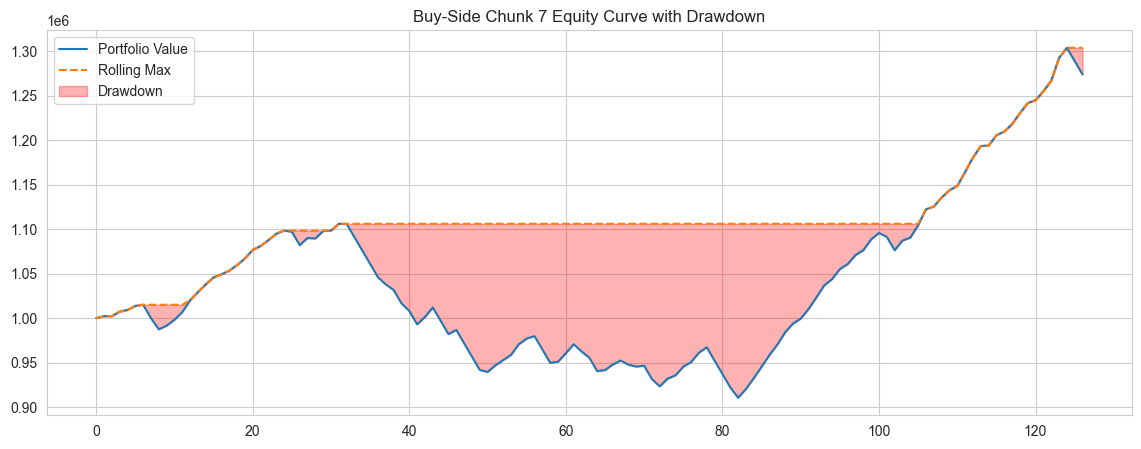 Buy-Side Chunk 7 Equity Curve with Drawdown
1e6
Portfolio Value
Rolling Max
Drawdown
1.30
1.25
1.20
1.15
1.10
1.05
1.00
0.95
0.90
0 20 40 60 80 100 120